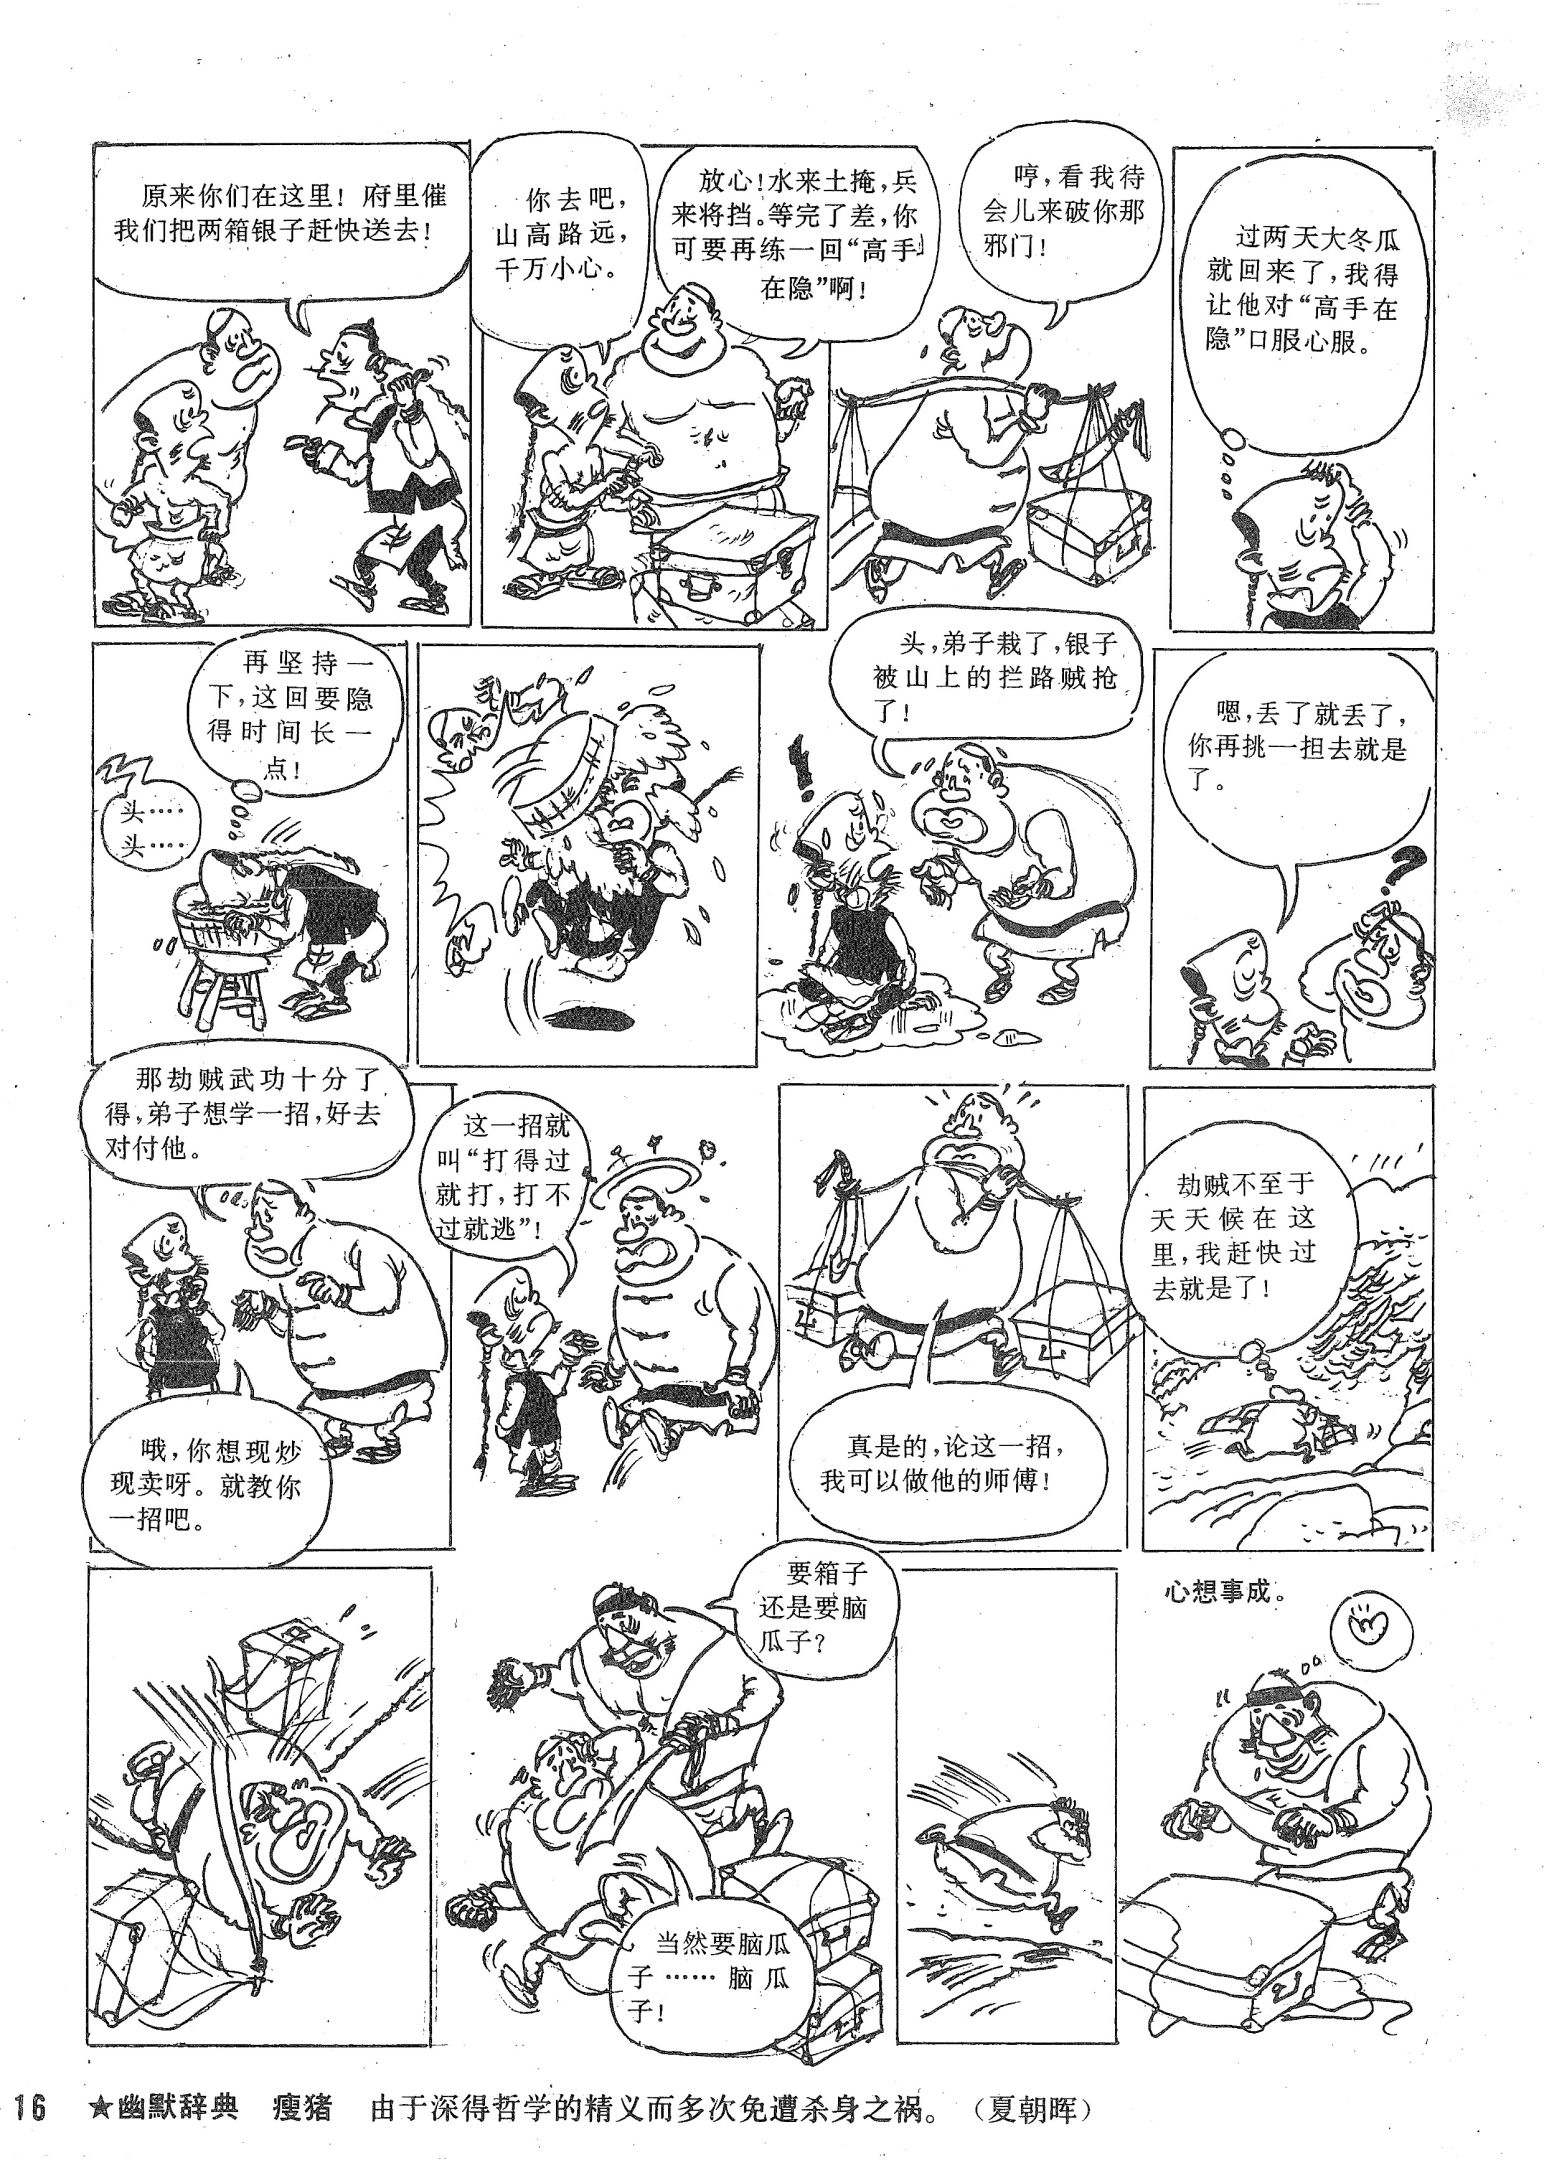 原来你们在这里！府里催
我们把两箱银子赶快送去！
你去吧，
山高路远，
千万小心。
放心！水来土掩，兵
来将挡。等完了差，你
可要再练一回“高手
在隐”啊！
哼，看我待
会儿来破你那
邪门！
过两天大冬瓜
就回来了，我得
让他对“高手在
隐”口服心服。
再坚持一
下，这回要隐
得时间长一
点！
头……
头……
头，弟子栽了，银子
被山上的拦路贼抢
了！
嗯，丢了就丢了，
你再挑一担去就是
了。
那劫贼武功十分了
得，弟子想学一招，好去
对付他。
哦，你想现炒
现卖呀。就教你
一招吧。
这一招就
叫“打得过
就打，打不
过就逃”！
真是的，论这一招，
我可以做他的师傅！
劫贼不至于
天天候在这
里，我赶快过
去就是了！
要箱子
还是要脑
瓜子？
当然要脑瓜
子……脑瓜
子！
心想事成。
16 ★幽默辞典 瘦猪 由于深得哲学的精义而多次免遭杀身之祸。（夏朝晖）